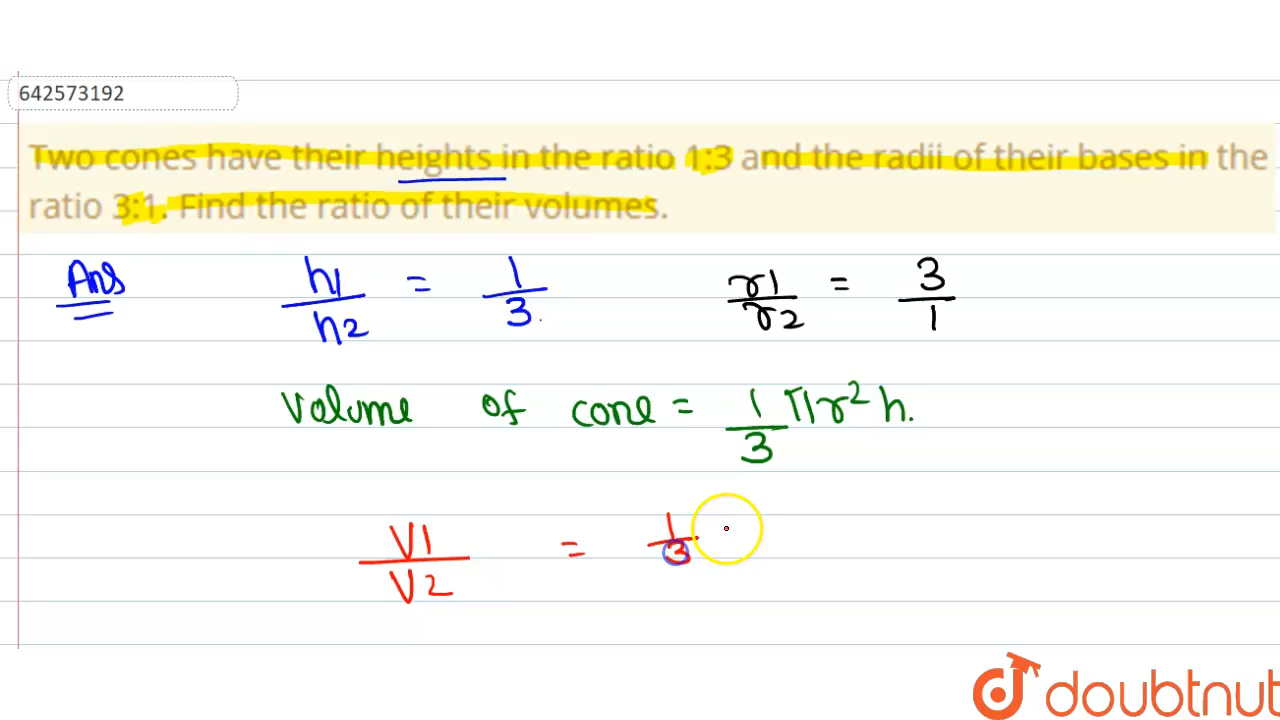 642573192
Two cones have their heights in the ratio 1:3 and the radii of their bases in the
ratio 3:1. Find the ratio of their volumes.
Ans h1/h2 = 1/3. r1/r2 = 3/1
Volume of cone = 1/3 πr² h.
V1/V2 = 1/3
doubtnut